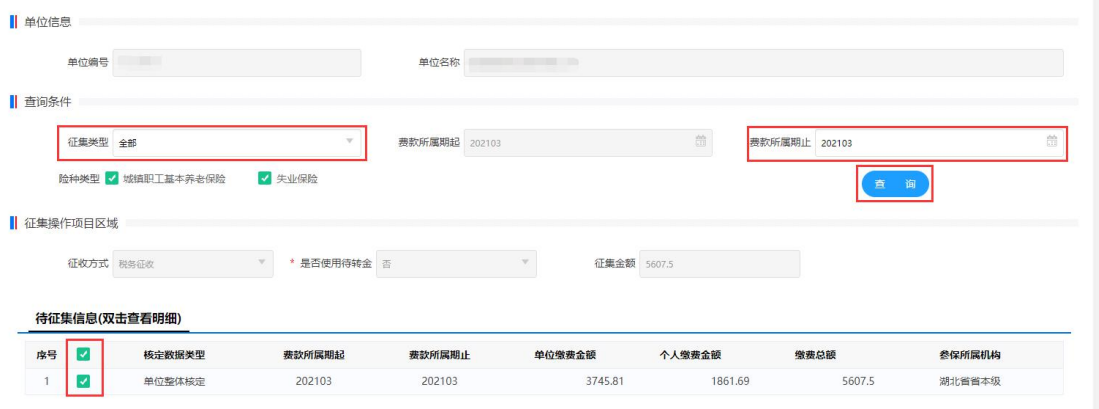 单位信息
单位编号 单位名称
查询条件
征集类型 全部 费款所属期起 202103 费款所属期止 202103
险种类型 城镇职工基本养老保险 失业保险
查 询
征集操作项目区域
征收方式 税务征收 * 是否使用待转金 否 征集金额 5607.5
待征集信息(双击查看明细)
序号 核定数据类型 费款所属期起 费款所属期止 单位缴费金额 个人缴费金额 缴费总额 参保所属机构
1 单位整体核定 202103 202103 3745.81 1861.69 5607.5 湖北省省本级